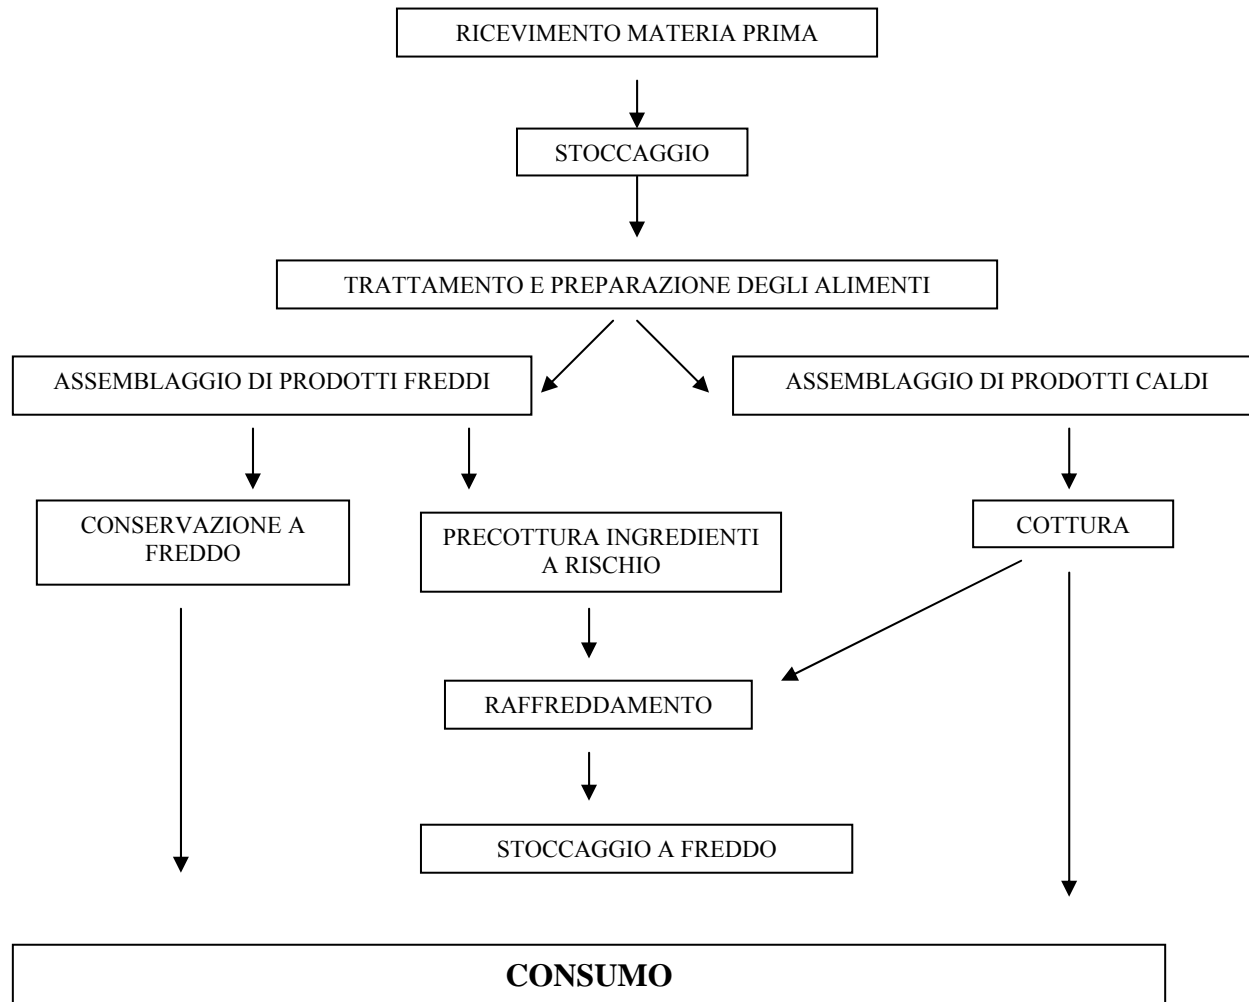 RICEVIMENTO MATERIA PRIMA
STOCCAGGIO
TRATTAMENTO E PREPARAZIONE DEGLI ALIMENTI
ASSEMBLAGGIO DI PRODOTTI FREDDI
ASSEMBLAGGIO DI PRODOTTI CALDI
CONSERVAZIONE A
FREDDO
PRECOTTURA INGREDIENTI
A RISCHIO
COTTURA
RAFFREDDAMENTO
STOCCAGGIO A FREDDO
CONSUMO